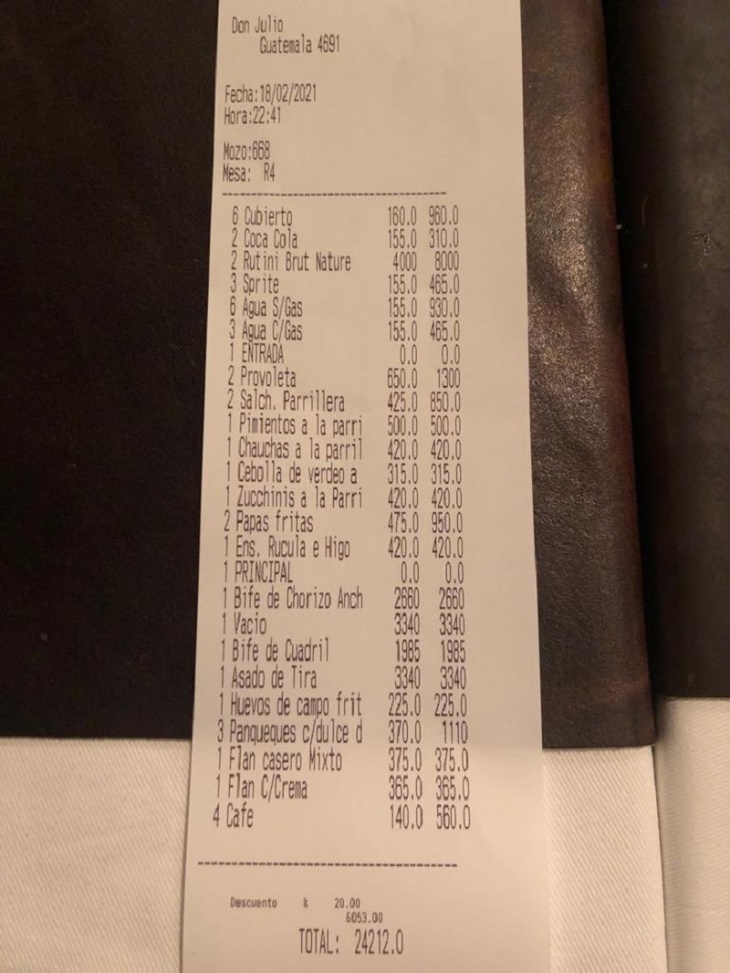 Don Julio
Guatemala 4691
Fecha:18/02/2021
Hora:22:41
Mozo:668
Mesa: R4
6 Cubierto 160.0 960.0
2 Coca Cola 155.0 310.0
2 Rutini Brut Nature 4000 8000
3 Sprite 155.0 465.0
6 Agua S/Gas 155.0 930.0
3 Agua C/Gas 155.0 465.0
1 ENTRADA 0.0 0.0
2 Provoleta 650.0 1300
2 Salch. Parrillera 425.0 850.0
1 Pimientos a la parri 500.0 500.0
1 Chauchas a la parril 420.0 420.0
1 Cebolla de verdeo a 315.0 315.0
1 Zucchinis a la Parri 420.0 420.0
2 Papas fritas 475.0 950.0
1 Ens. Rucula e Higo 420.0 420.0
1 PRINCIPAL 0.0 0.0
1 Bife de Chorizo Anch 2660 2660
1 Vacio 3340 3340
1 Bife de Cuadril 1985 1985
1 Asado de Tira 3340 3340
1 Huevos de campo frit 225.0 225.0
3 Panqueques c/dulce d 370.0 1110
1 Flan casero Mixto 375.0 375.0
1 Flan C/Crema 365.0 365.0
4 Cafe 140.0 560.0
Descuento % 20.00
6053.00
TOTAL: 24212.0